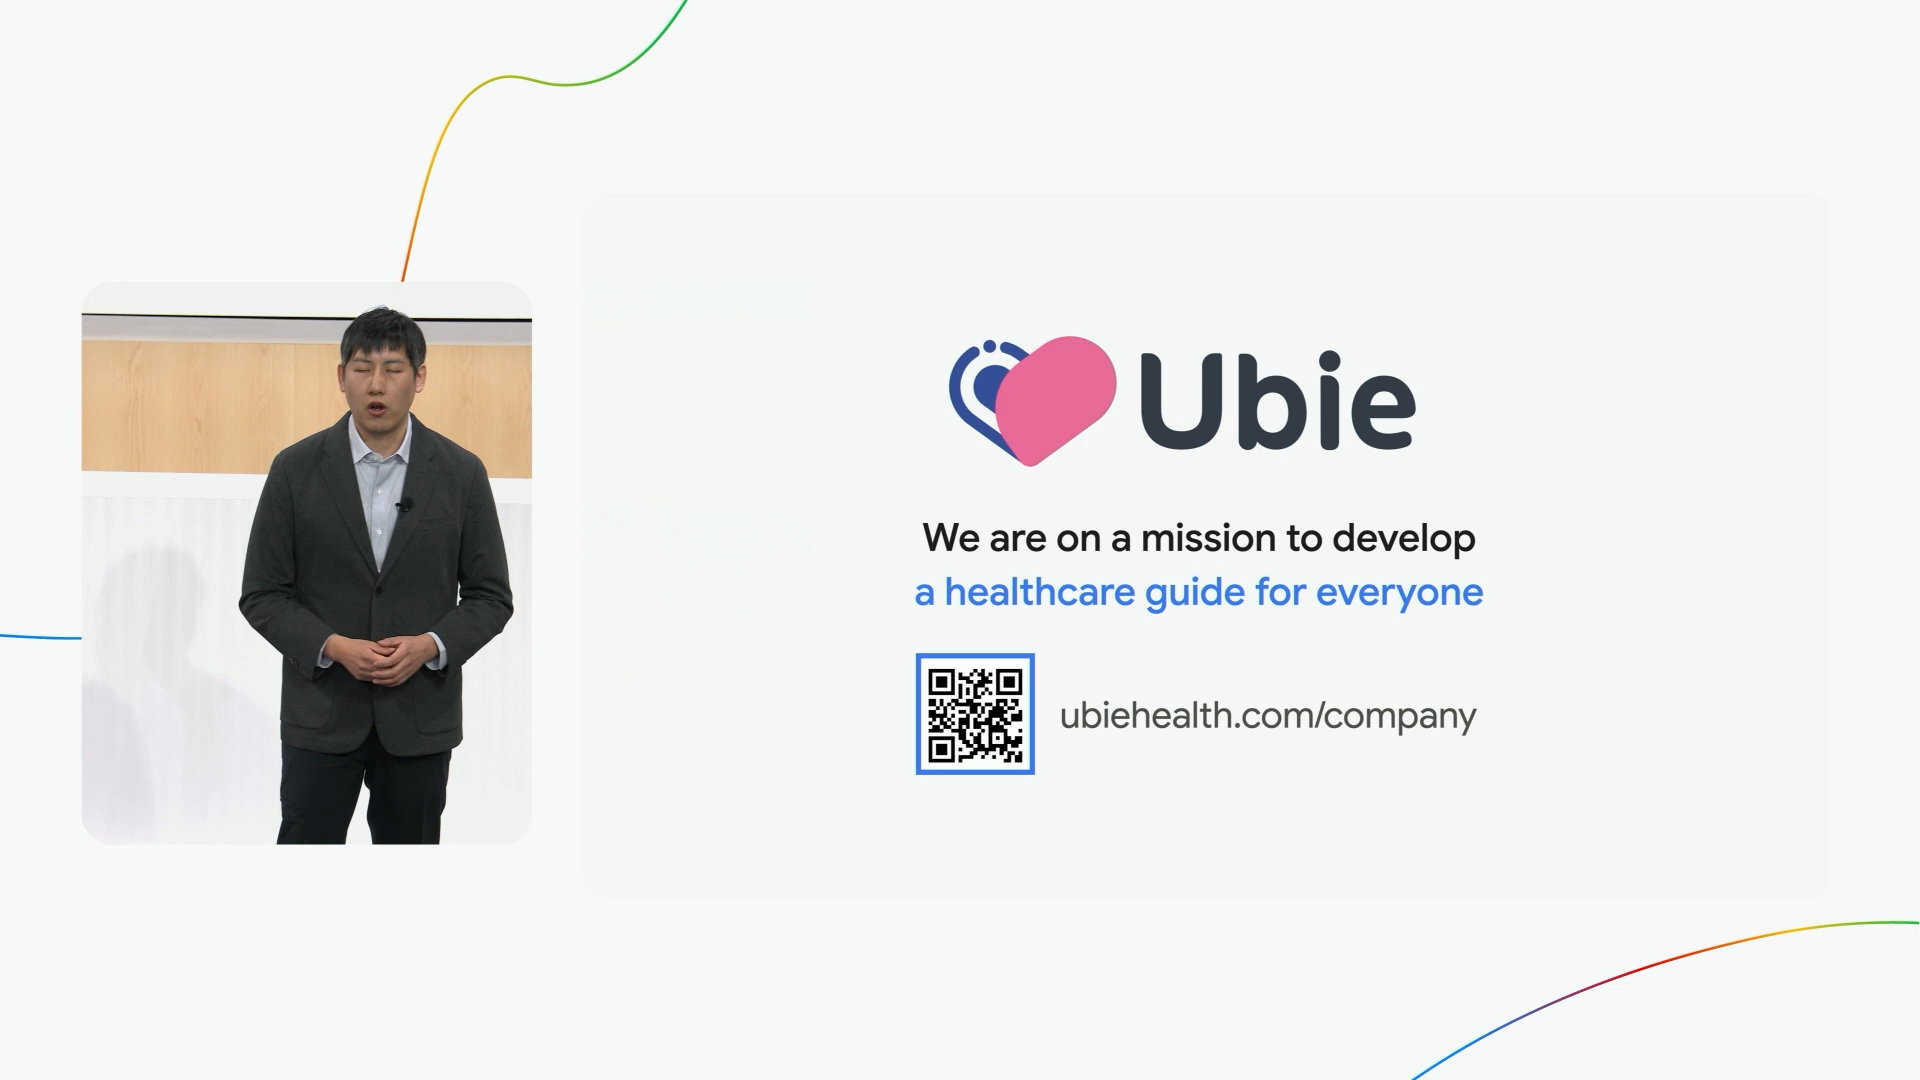 Ubie
We are on a mission to develop
a healthcare guide for everyone
ubiehealth.com/company